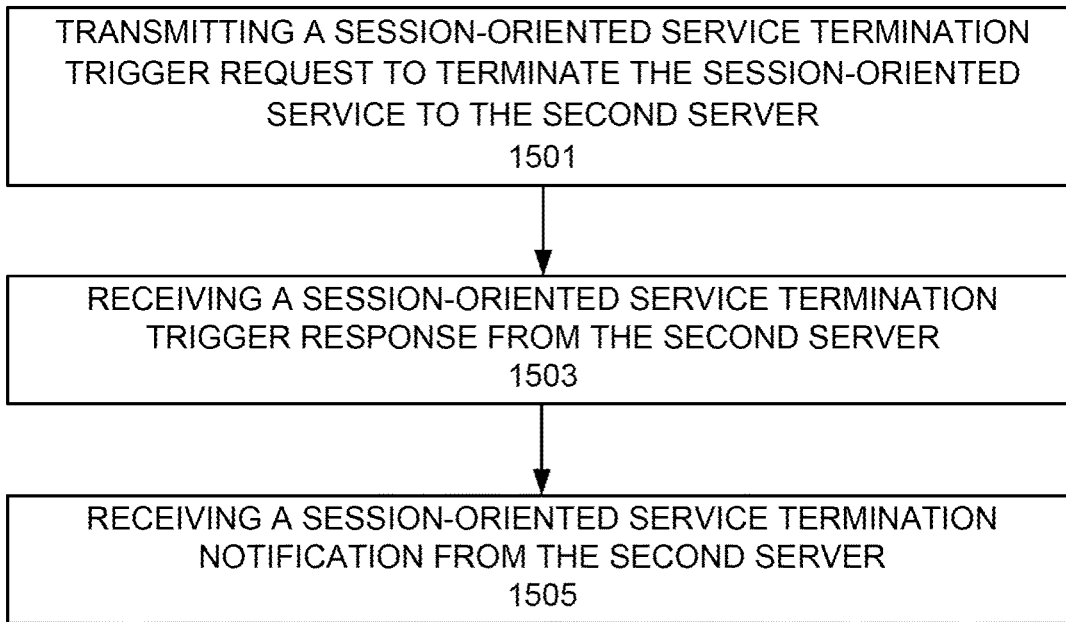 TRANSMITTING A SESSION-ORIENTED SERVICE TERMINATION
TRIGGER REQUEST TO TERMINATE THE SESSION-ORIENTED
SERVICE TO THE SECOND SERVER
1501
RECEIVING A SESSION-ORIENTED SERVICE TERMINATION
TRIGGER RESPONSE FROM THE SECOND SERVER
1503
RECEIVING A SESSION-ORIENTED SERVICE TERMINATION
NOTIFICATION FROM THE SECOND SERVER
1505